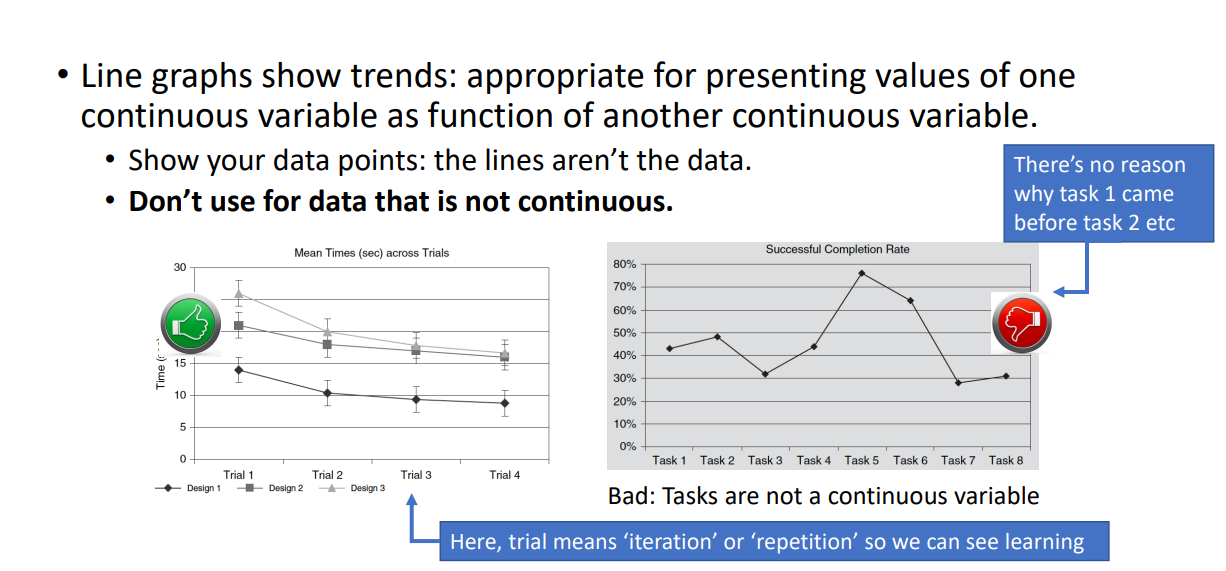 • Line graphs show trends: appropriate for presenting values of one
continuous variable as function of another continuous variable.
• Show your data points: the lines aren't the data.
• Don't use for data that is not continuous.
There's no reason
why task 1 came
before task 2 etc
Mean Times (sec) across Trials
30
15
10
5
0
Trial 1 Trial 2 Trial 3 Trial 4
Design 1 Design 2 Design 3
Successful Completion Rate
80%
70%
60%
50%
40%
30%
20%
10%
0%
Task 1 Task 2 Task 3 Task 4 Task 5 Task 6 Task 7 Task 8
Bad: Tasks are not a continuous variable
Here, trial means 'iteration' or 'repetition' so we can see learning